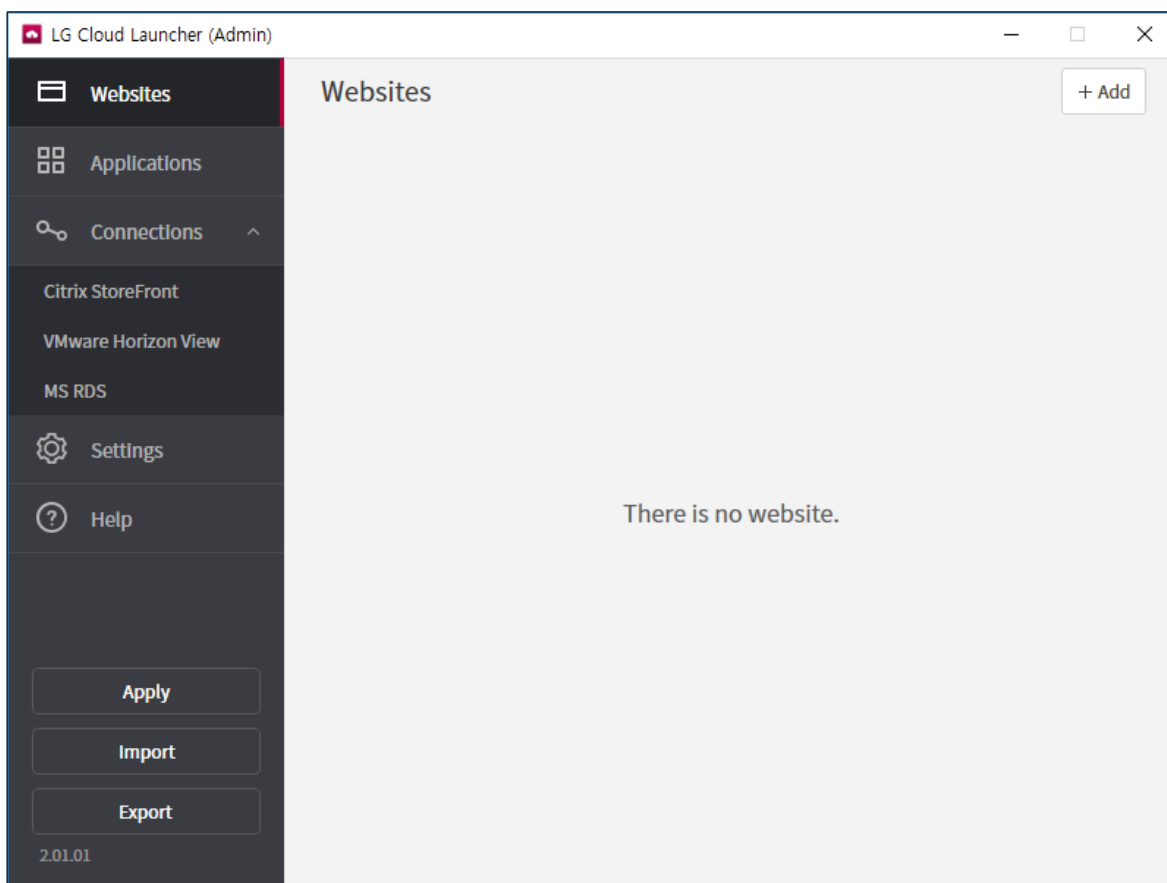 LG Cloud Launcher (Admin)
Websites
Applications
Connections
Citrix StoreFront
VMware Horizon View
MS RDS
Settings
Help
Apply
Import
Export
2.01.01
Websites
+ Add
There is no website.